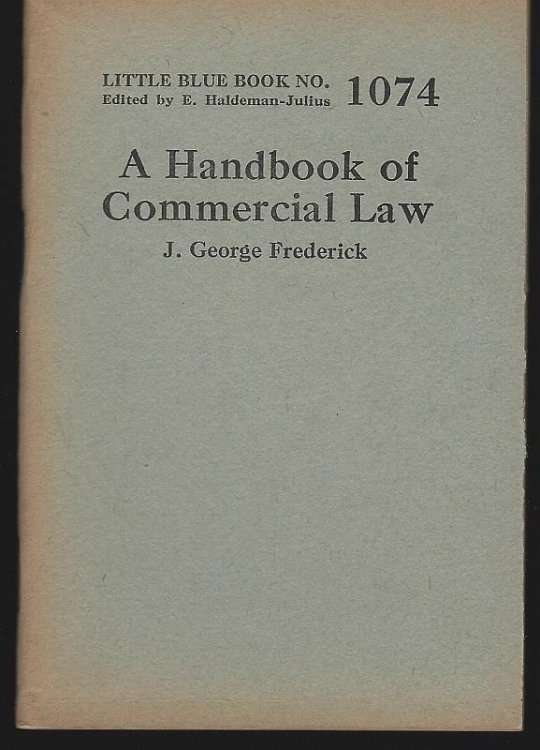 LITTLE BLUE BOOK NO. 1074
Edited by E. Haldeman-Julius
A Handbook of
Commercial Law
J. George Frederick